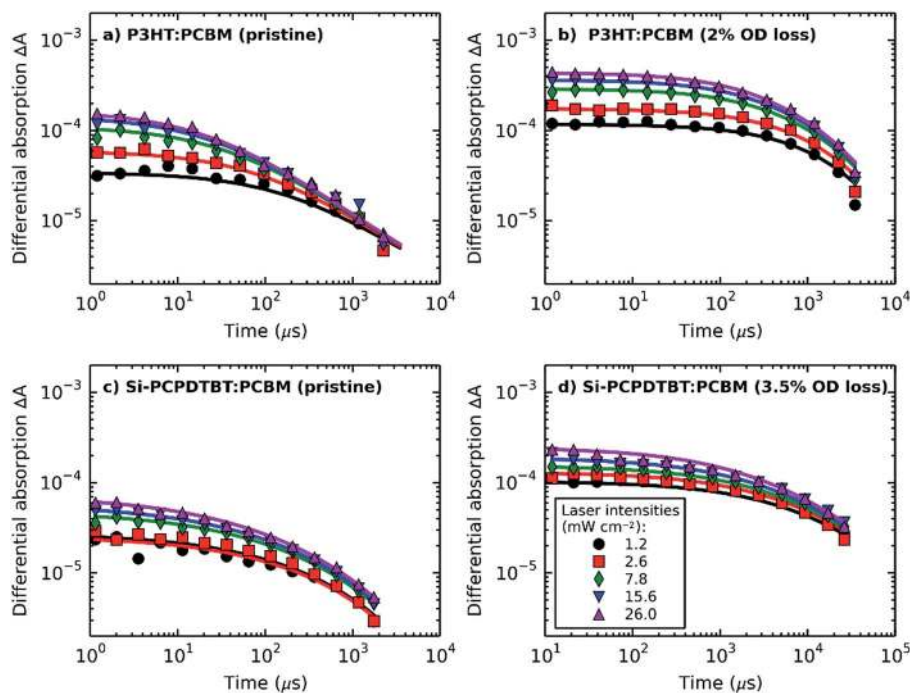 a) P3HT:PCBM (pristine)
Differential absorption ΔA
10⁻³
10⁻⁴
10⁻⁵
10⁰ 10¹ 10² 10³ 10⁴
Time (μs)
b) P3HT:PCBM (2% OD loss)
Differential absorption ΔA
10⁻³
10⁻⁴
10⁻⁵
10¹ 10² 10³ 10⁴ 10⁵
Time (μs)
c) Si-PCPDTBT:PCBM (pristine)
Differential absorption ΔA
10⁻³
10⁻⁴
10⁻⁵
10⁰ 10¹ 10² 10³ 10⁴
Time (μs)
d) Si-PCPDTBT:PCBM (3.5% OD loss)
Differential absorption ΔA
10⁻³
10⁻⁴
10⁻⁵
Laser intensities
(mW cm⁻²):
1.2
2.6
7.8
15.6
26.0
10¹ 10² 10³ 10⁴ 10⁵
Time (μs)